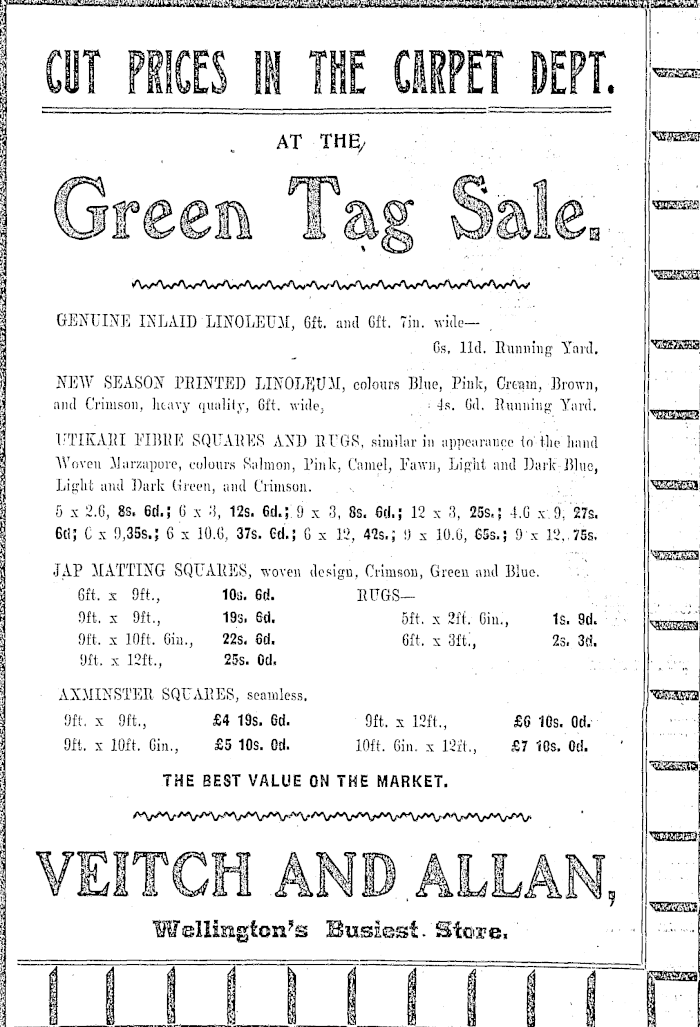 CUT PRICES IN THE CARPET DEPT.
AT THE
Green Tag Sale.
GENUINE INLAID LINOLEUM, 6ft. and 6ft. 7in. wide—
6s. 11d. Running Yard.
NEW SEASON PRINTED LINOLEUM, colours Blue, Pink, Cream, Brown,
and Crimson, heavy quality, 6ft. wide, 4s. 6d. Running Yard.
UTIKARI FIBRE SQUARES AND RUGS, similar in appearance to the hand
Woven Marzapore, colours Salmon, Pink, Camel, Fawn, Light and Dark Blue,
Light and Dark Green, and Crimson.
5 x 2.6, 8s. 6d.; 6 x 3, 12s. 6d.; 9 x 3, 8s. 6d.; 12 x 3, 25s.; 4.6 x 9, 27s.
6d; 6 x 9, 35s.; 6 x 10.6, 37s. 6d.; 6 x 12, 42s.; 9 x 10.6, 65s.; 9 x 12, 75s.
JAP MATTING SQUARES, woven design, Crimson, Green and Blue.
6ft. x 9ft., 10s. 6d. RUGS—
9ft. x 9ft., 19s. 6d. 5ft. x 2ft. 6in., 1s. 9d.
9ft. x 10ft. 6in., 22s. 6d. 6ft. x 3ft., 2s. 3d.
9ft. x 12ft., 25s. 0d.
AXMINSTER SQUARES, seamless.
9ft. x 9ft., £4 19s. 6d. 9ft. x 12ft., £6 10s. 0d.
9ft. x 10ft. 6in., £5 10s. 0d. 10ft. 6in. x 12ft., £7 10s. 0d.
THE BEST VALUE ON THE MARKET.
VEITCH AND ALLAN,
Wellington's Busiest Store.